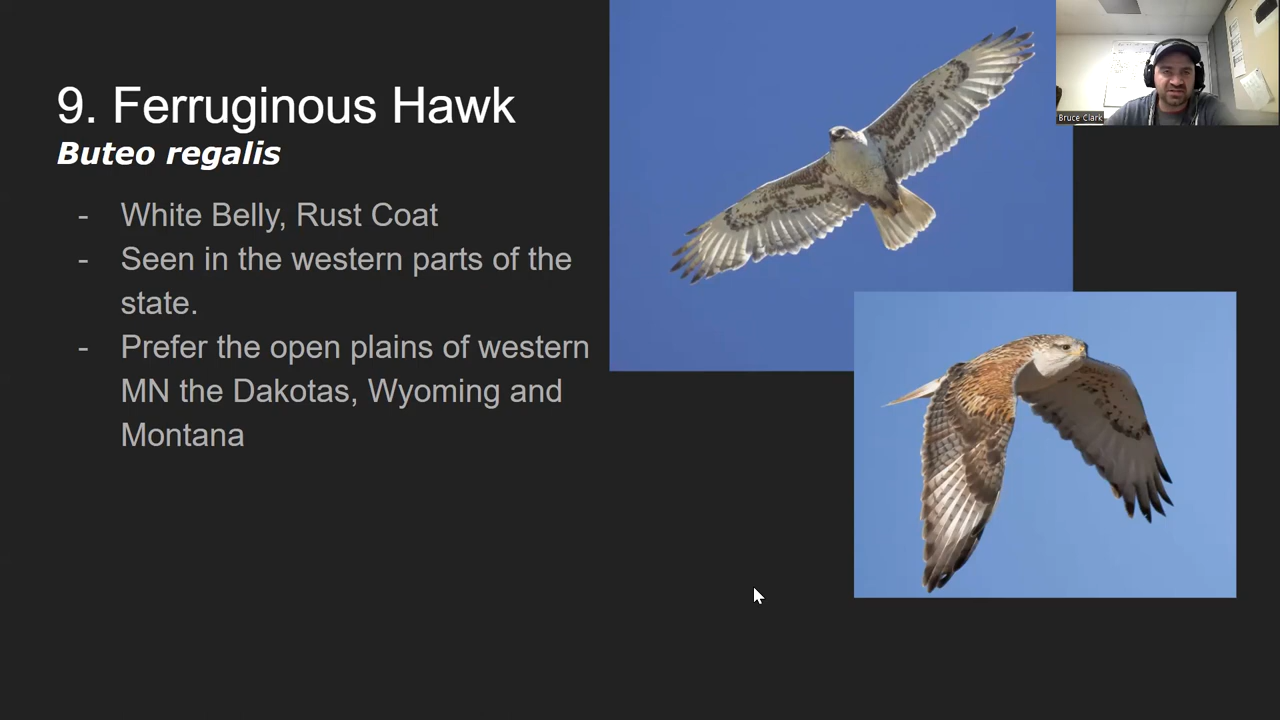 9. Ferruginous Hawk
Buteo regalis
- White Belly, Rust Coat
- Seen in the western parts of the
state.
- Prefer the open plains of western
MN the Dakotas, Wyoming and
Montana
Bruce Clark